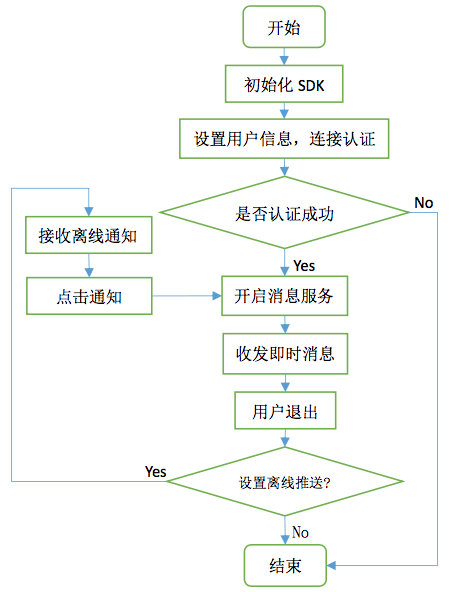 开始
初始化 SDK
设置用户信息，连接认证
是否认证成功
No
Yes
接收离线通知
点击通知
开启消息服务
收发即时消息
用户退出
设置离线推送?
Yes
No
结束